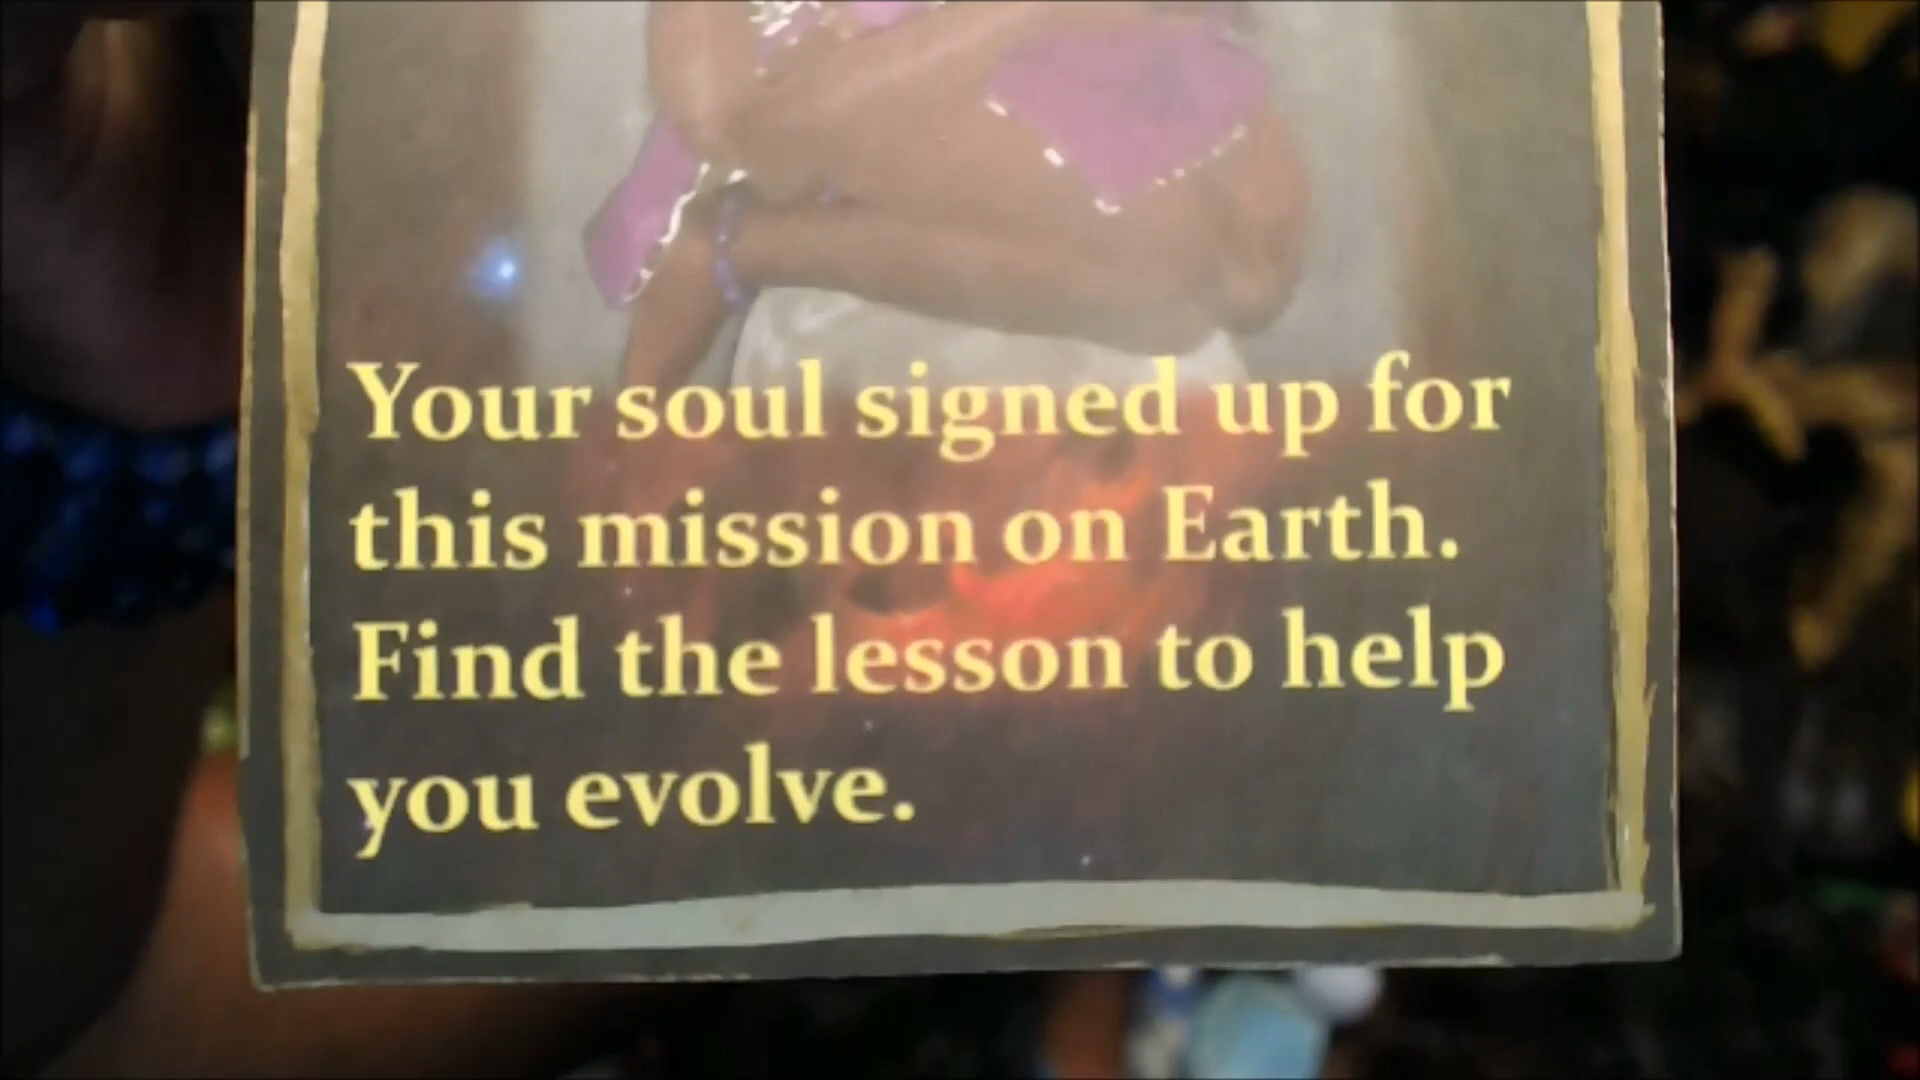 Your soul signed up for
this mission on Earth.
Find the lesson to help
you evolve.